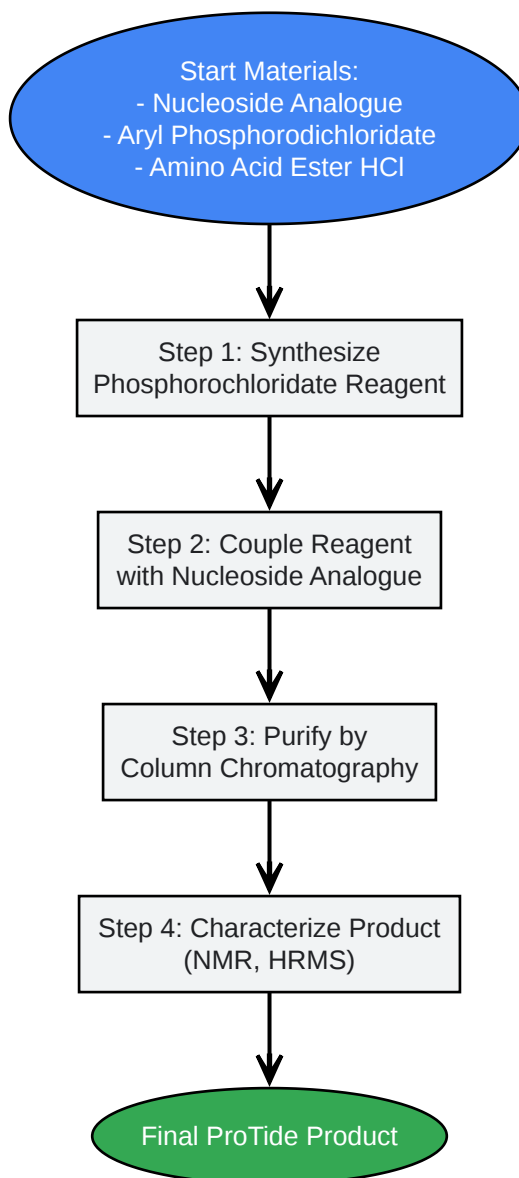 Start Materials:
- Nucleoside Analogue
- Aryl Phosphorodichloridate
- Amino Acid Ester HCl
Step 1: Synthesize
Phosphorochloridate Reagent
Step 2: Couple Reagent
with Nucleoside Analogue
Step 3: Purify by
Column Chromatography
Step 4: Characterize Product
(NMR, HRMS)
Final ProTide Product